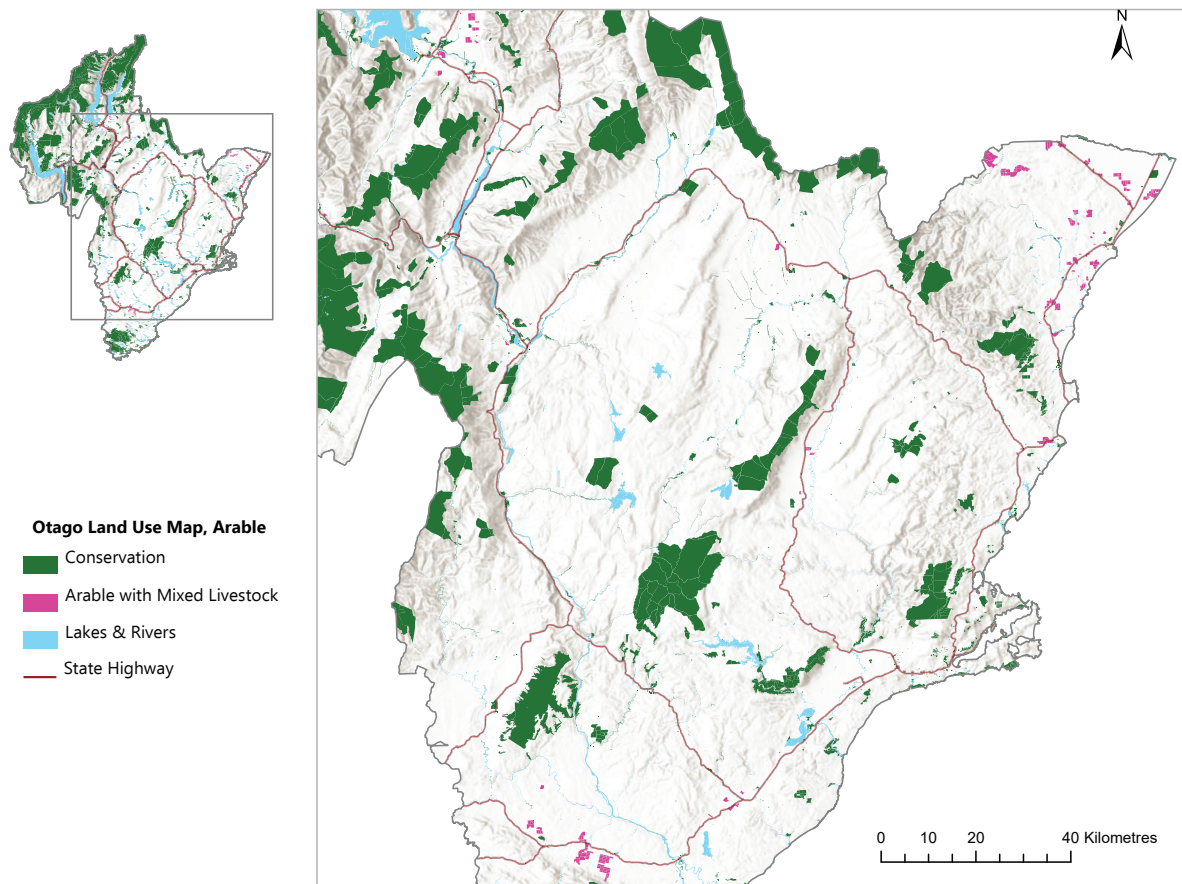 N
Otago Land Use Map, Arable
Conservation
Arable with Mixed Livestock
Lakes & Rivers
State Highway
0 10 20 40 Kilometres